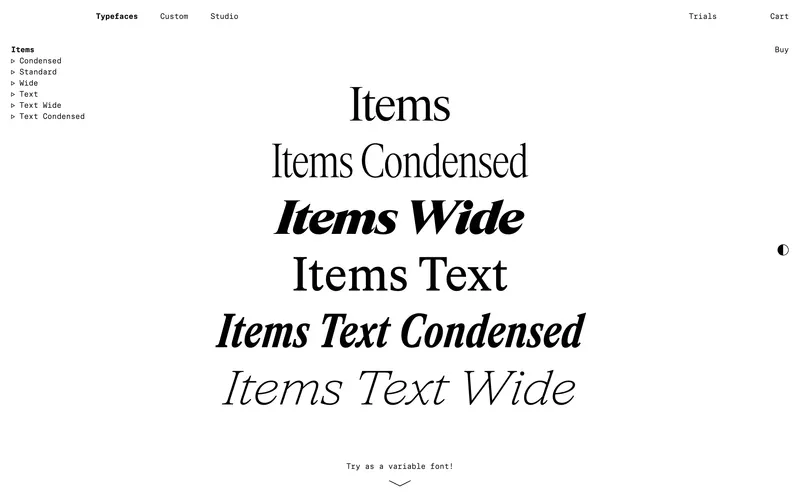 Typefaces Custom Studio Trials Cart
Items
Condensed
Standard
Wide
Text
Text Wide
Text Condensed
Buy
Items
Items Condensed
Items Wide
Items Text
Items Text Condensed
Items Text Wide
Try as a variable font!